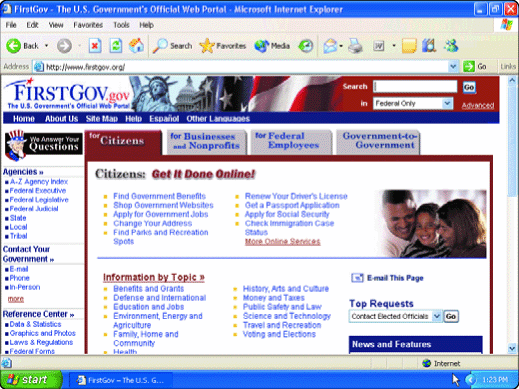 FirstGov - The U.S. Government's Official Web Portal - Microsoft Internet Explorer
File Edit View Favorites Tools Help
Back Search Favorites Media
Address http://www.firstgov.org/ Go Links
FIRSTGOV.gov
The U.S. Government's Official Web Portal
Search Go
in Federal Only Advanced
Home About Us Site Map Help Español Other Languages
We Answer Your
Questions
for Citizens
for Businesses
and Nonprofits
for Federal
Employees
Government-to-
Government
Agencies »
A-Z Agency Index
Federal Executive
Federal Legislative
Federal Judicial
State
Local
Tribal
Contact Your
Government »
E-mail
Phone
In-Person
more
Reference Center »
Data & Statistics
Graphics and Photos
Laws & Regulations
Federal Forms
Citizens: Get It Done Online!
Find Government Benefits
Shop Government Websites
Apply for Government Jobs
Change Your Address
Find Parks and Recreation
Spots
Renew Your Driver's License
Get a Passport Application
Apply for Social Security
Check Immigration Case
Status
More Online Services
Information by Topic »
Benefits and Grants
Defense and International
Education and Jobs
Environment, Energy and
Agriculture
Family, Home and
Community
Health
History, Arts and Culture
Money and Taxes
Public Safety and Law
Science and Technology
Travel and Recreation
Voting and Elections
E-mail This Page
Top Requests
Contact Elected Officials Go
News and Features
Internet
start FirstGov – The U.S. G... 1:23 PM